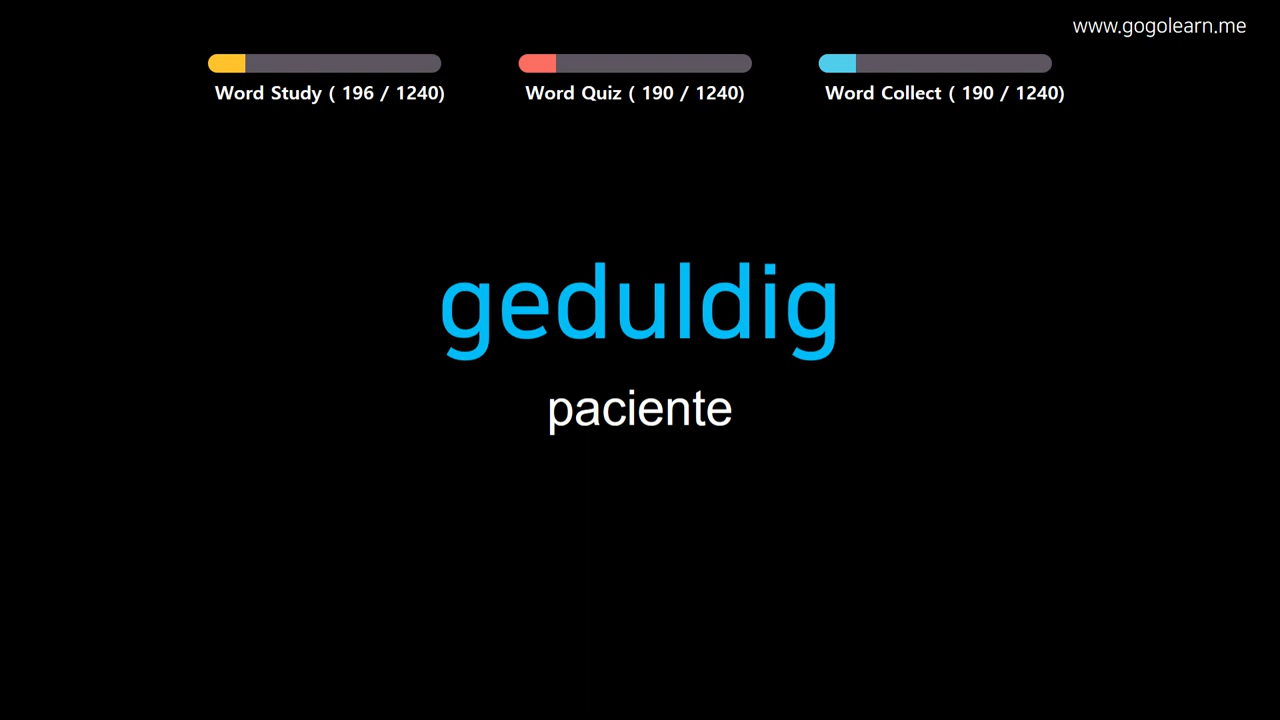 www.gogolearn.me
Word Study ( 196 / 1240)
Word Quiz ( 190 / 1240)
Word Collect ( 190 / 1240)
geduldig
paciente